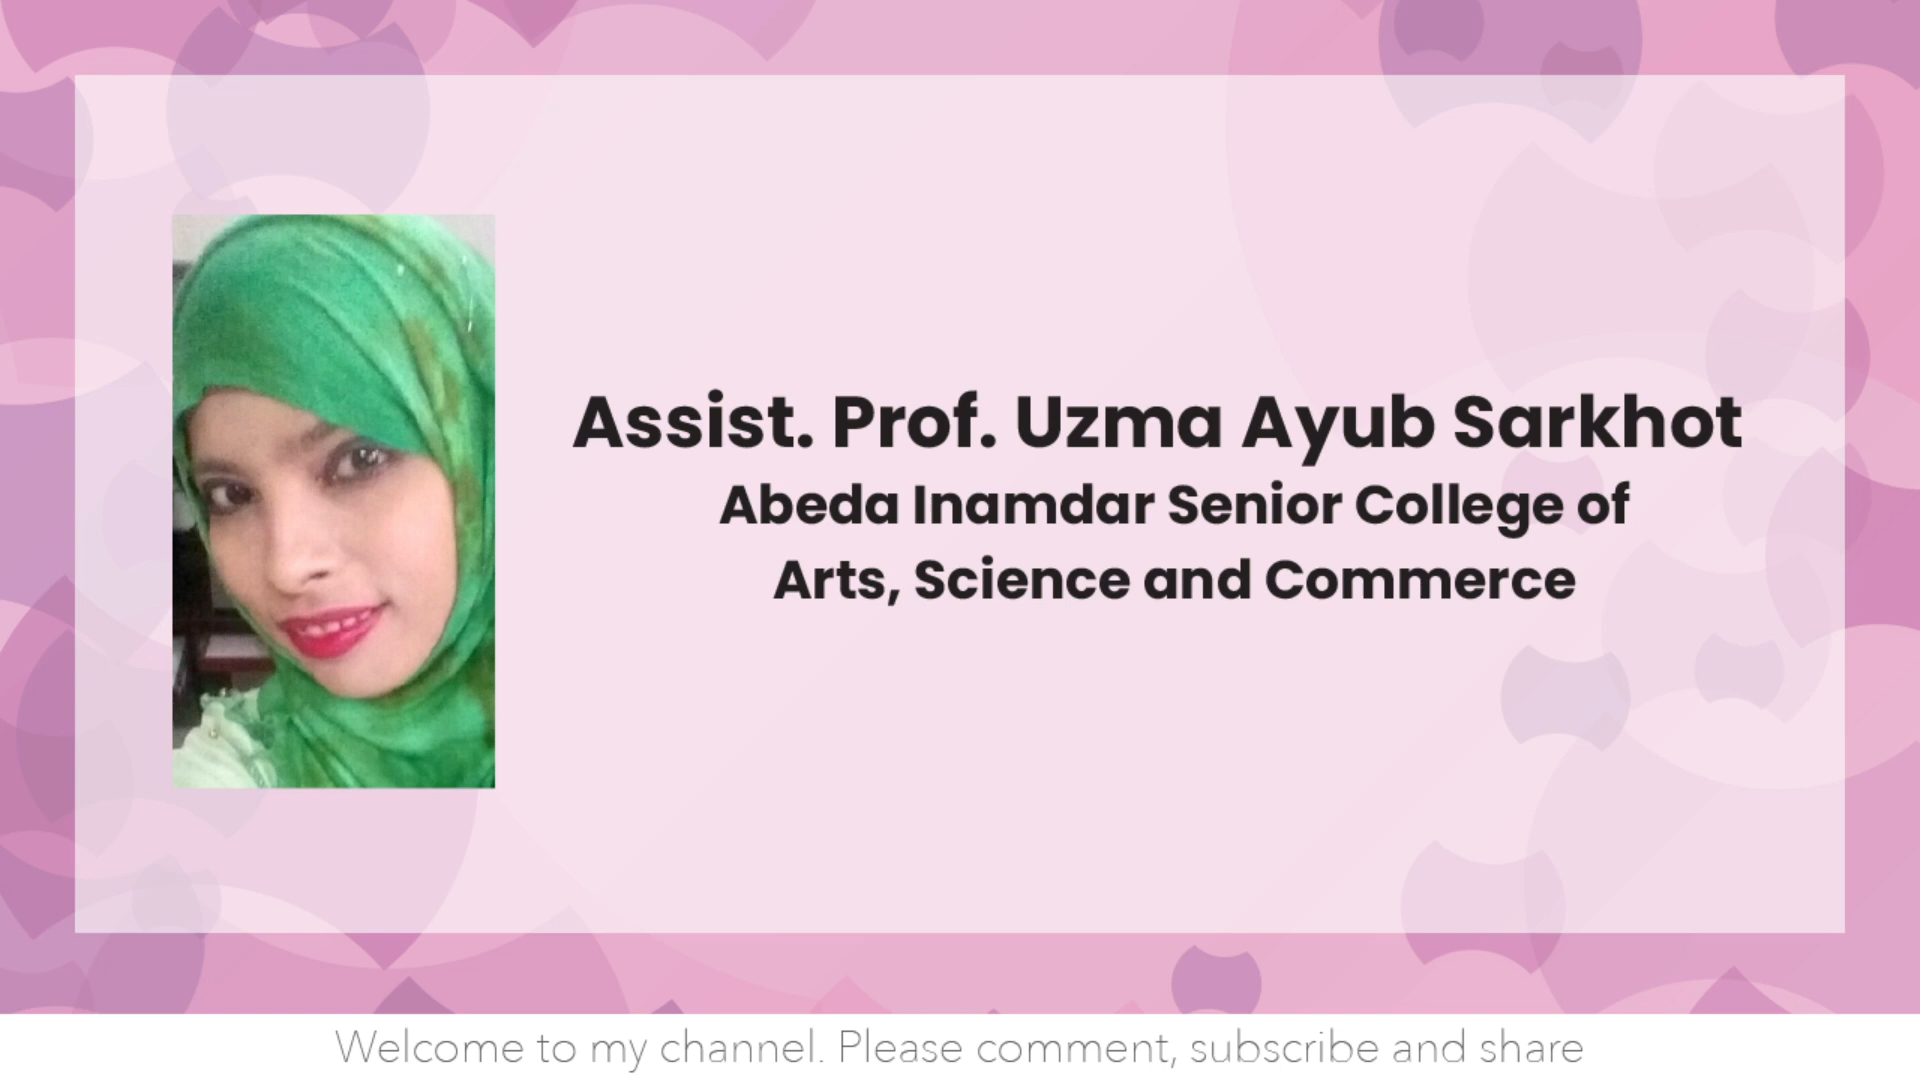 Assist. Prof. Uzma Ayub Sarkhot
Abeda Inamdar Senior College of
Arts, Science and Commerce
Welcome to my channel. Please comment, subscribe and share